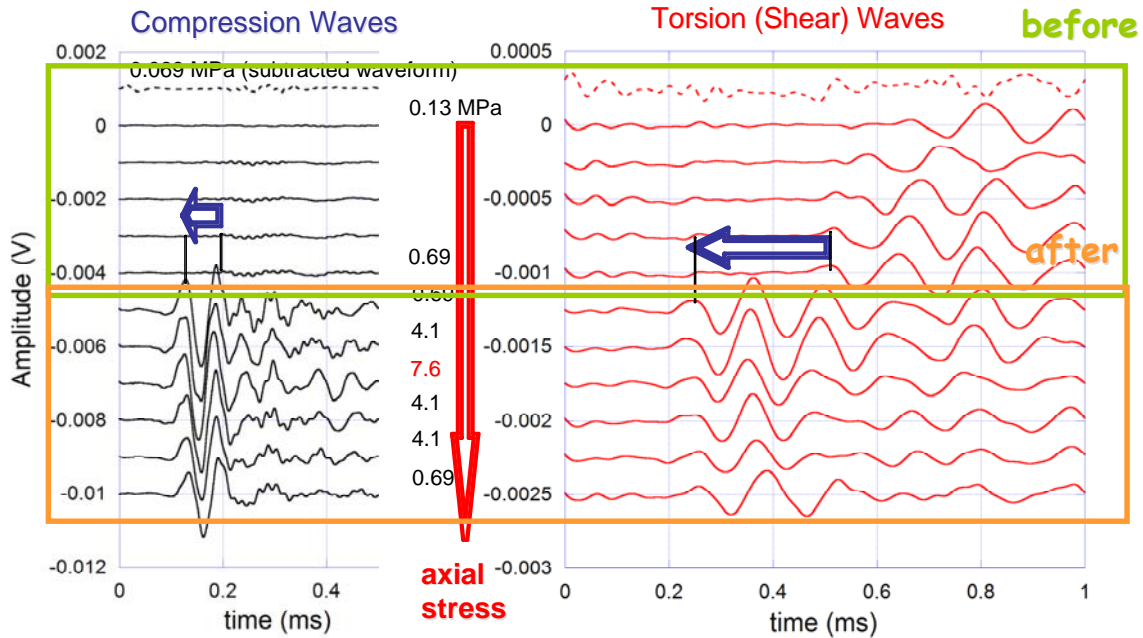 Compression Waves
Torsion (Shear) Waves
before
0.002
0
-0.002
-0.004
-0.006
-0.008
-0.01
-0.012
Amplitude (V)
0
0.2
0.4
time (ms)
0.069 MPa (subtracted waveform)
0.13 MPa
0.69
0.69
4.1
7.6
4.1
4.1
0.69
axial
stress
0.0005
0
-0.0005
-0.001
-0.0015
-0.002
-0.0025
-0.003
after
0
0.2
0.4
0.6
0.8
1
time (ms)